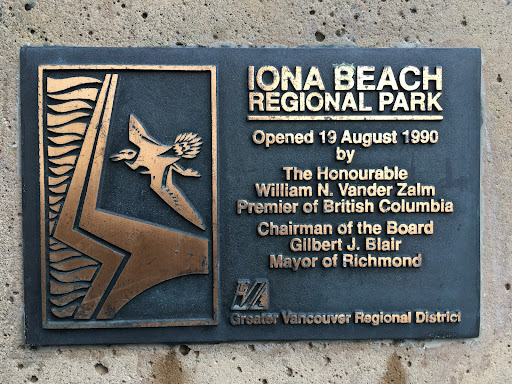 IONA BEACH
REGIONAL PARK
Opened 19 August 1990
by
The Honourable
William N. Vander Zalm
Premier of British Columbia
Chairman of the Board
Gilbert J. Blair
Mayor of Richmond
Greater Vancouver Regional District